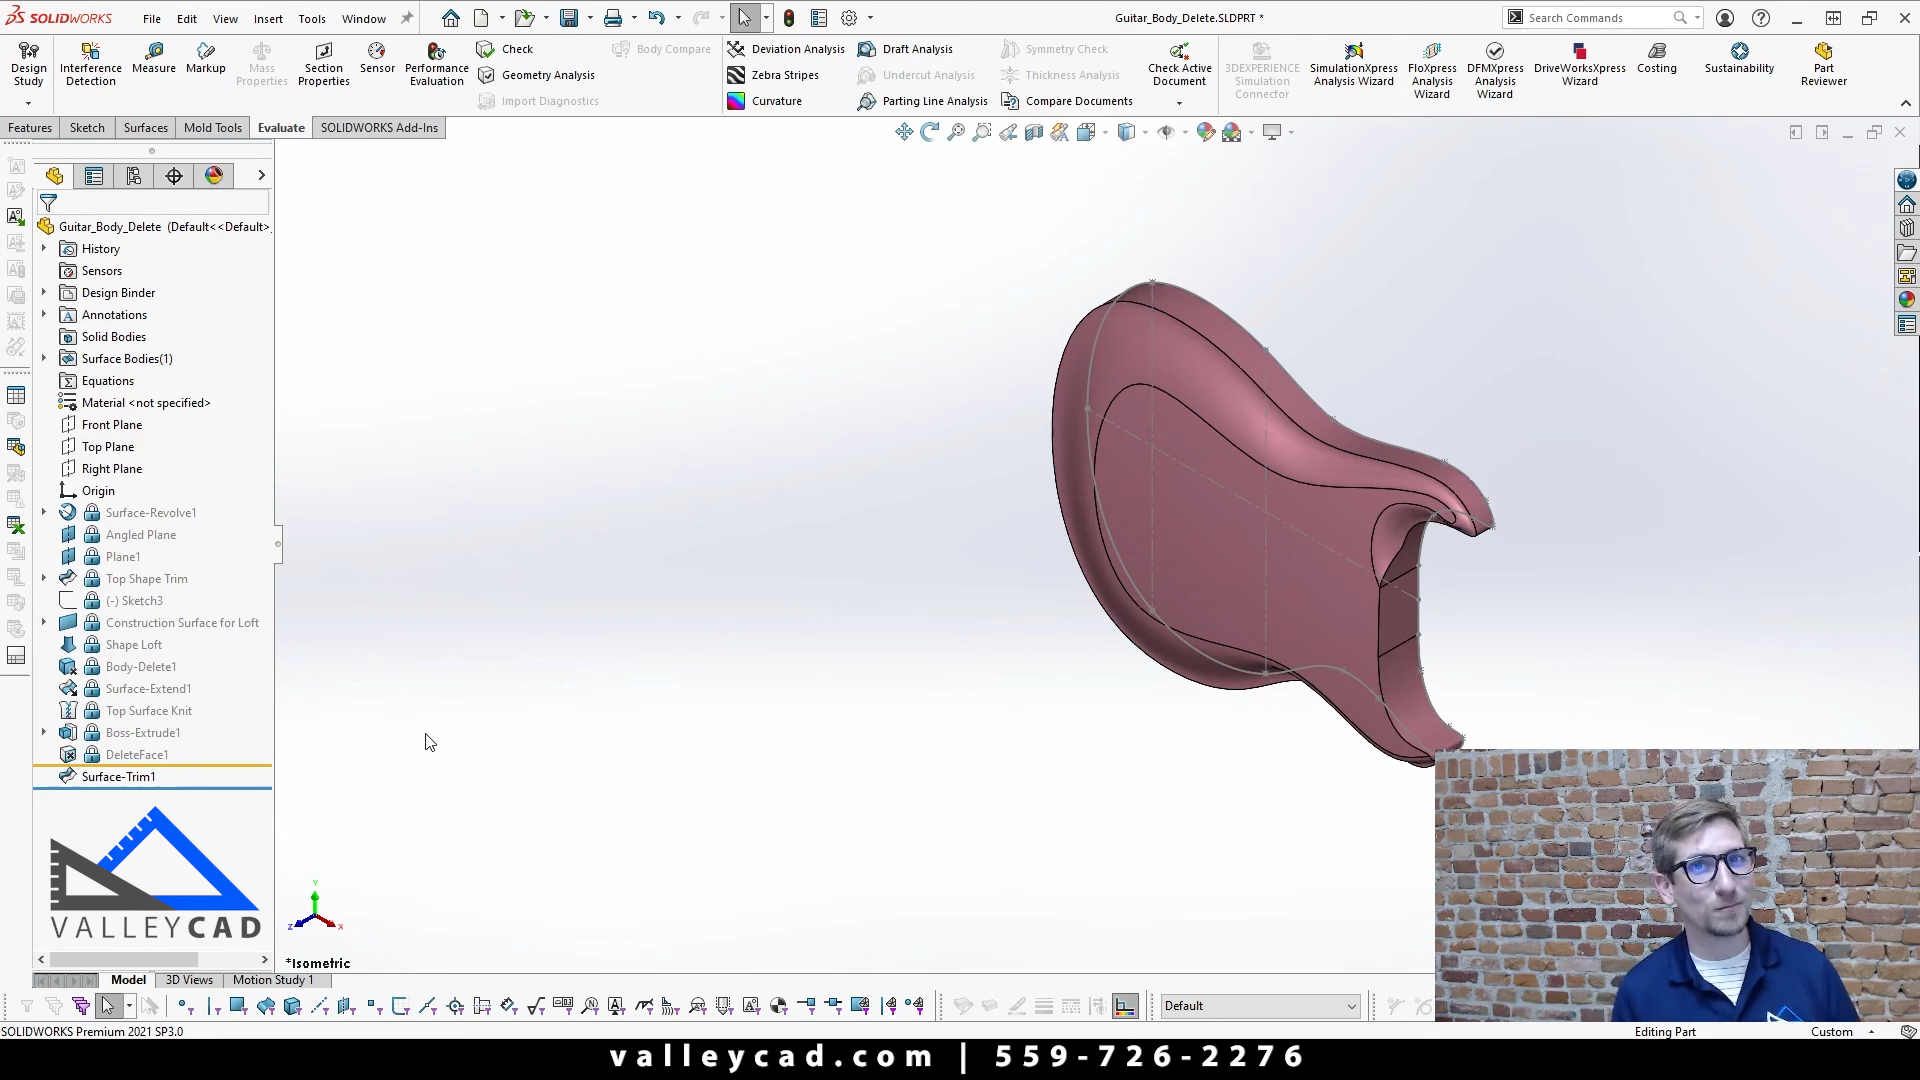 SOLIDWORKS File Edit View Insert Tools Window
Guitar_Body_Delete.SLDPRT *
Search Commands
Design Study
Interference Detection
Measure
Markup
Mass Properties
Section Properties
Sensor
Performance Evaluation
Check
Geometry Analysis
Import Diagnostics
Body Compare
Deviation Analysis
Zebra Stripes
Curvature
Draft Analysis
Undercut Analysis
Parting Line Analysis
Symmetry Check
Thickness Analysis
Compare Documents
Check Active Document
3DEXPERIENCE Simulation Connector
SimulationXpress Analysis Wizard
FloXpress Analysis Wizard
DFMXpress Analysis Wizard
DriveWorksXpress Wizard
Costing
Sustainability
Part Reviewer
Features Sketch Surfaces Mold Tools Evaluate SOLIDWORKS Add-Ins
Guitar_Body_Delete (Default<<Default>
History
Sensors
Design Binder
Annotations
Solid Bodies
Surface Bodies(1)
Equations
Material <not specified>
Front Plane
Top Plane
Right Plane
Origin
Surface-Revolve1
Angled Plane
Plane1
Top Shape Trim
(-) Sketch3
Construction Surface for Loft
Shape Loft
Body-Delete1
Surface-Extend1
Top Surface Knit
Boss-Extrude1
DeleteFace1
Surface-Trim1
VALLEYCAD
Y
Z X
*Isometric
Model 3D Views Motion Study 1
Default
SOLIDWORKS Premium 2021 SP3.0
Editing Part Custom
valleycad.com | 559-726-2276